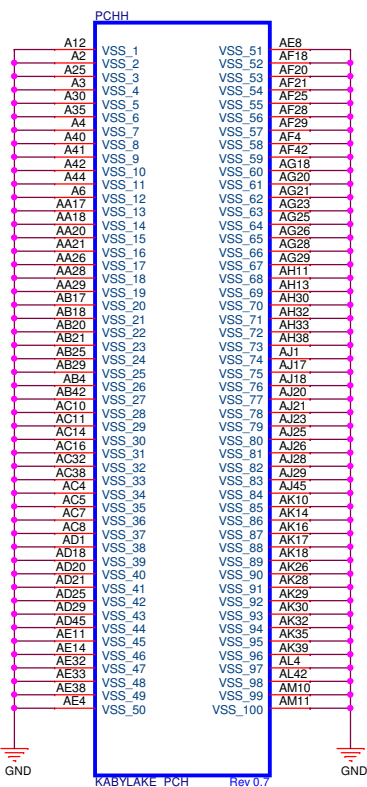 PCHH
A12 VSS_1 VSS_51 AE8
A2 VSS_2 VSS_52 AF18
A25 VSS_3 VSS_53 AF20
A3 VSS_4 VSS_54 AF21
A30 VSS_5 VSS_55 AF25
A35 VSS_6 VSS_56 AF28
A4 VSS_7 VSS_57 AF29
A40 VSS_8 VSS_58 AF4
A41 VSS_9 VSS_59 AF42
A42 VSS_10 VSS_60 AG18
A44 VSS_11 VSS_61 AG20
A6 VSS_12 VSS_62 AG21
AA17 VSS_13 VSS_63 AG23
AA18 VSS_14 VSS_64 AG25
AA20 VSS_15 VSS_65 AG26
AA21 VSS_16 VSS_66 AG28
AA26 VSS_17 VSS_67 AG29
AA28 VSS_18 VSS_68 AH11
AA29 VSS_19 VSS_69 AH13
AB17 VSS_20 VSS_70 AH30
AB18 VSS_21 VSS_71 AH32
AB20 VSS_22 VSS_72 AH33
AB21 VSS_23 VSS_73 AH38
AB25 VSS_24 VSS_74 AJ1
AB29 VSS_25 VSS_75 AJ17
AB4 VSS_26 VSS_76 AJ18
AB42 VSS_27 VSS_77 AJ20
AC10 VSS_28 VSS_78 AJ21
AC11 VSS_29 VSS_79 AJ23
AC14 VSS_30 VSS_80 AJ25
AC16 VSS_31 VSS_81 AJ26
AC32 VSS_32 VSS_82 AJ28
AC38 VSS_33 VSS_83 AJ29
AC4 VSS_34 VSS_84 AJ45
AC5 VSS_35 VSS_85 AK10
AC7 VSS_36 VSS_86 AK14
AC8 VSS_37 VSS_87 AK16
AD1 VSS_38 VSS_88 AK17
AD18 VSS_39 VSS_89 AK18
AD20 VSS_40 VSS_90 AK26
AD21 VSS_41 VSS_91 AK28
AD25 VSS_42 VSS_92 AK29
AD29 VSS_43 VSS_93 AK30
AD45 VSS_44 VSS_94 AK32
AE11 VSS_45 VSS_95 AK35
AE14 VSS_46 VSS_96 AK39
AE32 VSS_47 VSS_97 AL4
AE33 VSS_48 VSS_98 AL42
AE38 VSS_49 VSS_99 AM10
AE4 VSS_50 VSS_100 AM11
GND GND
KABYLAKE_PCH Rev 0.7